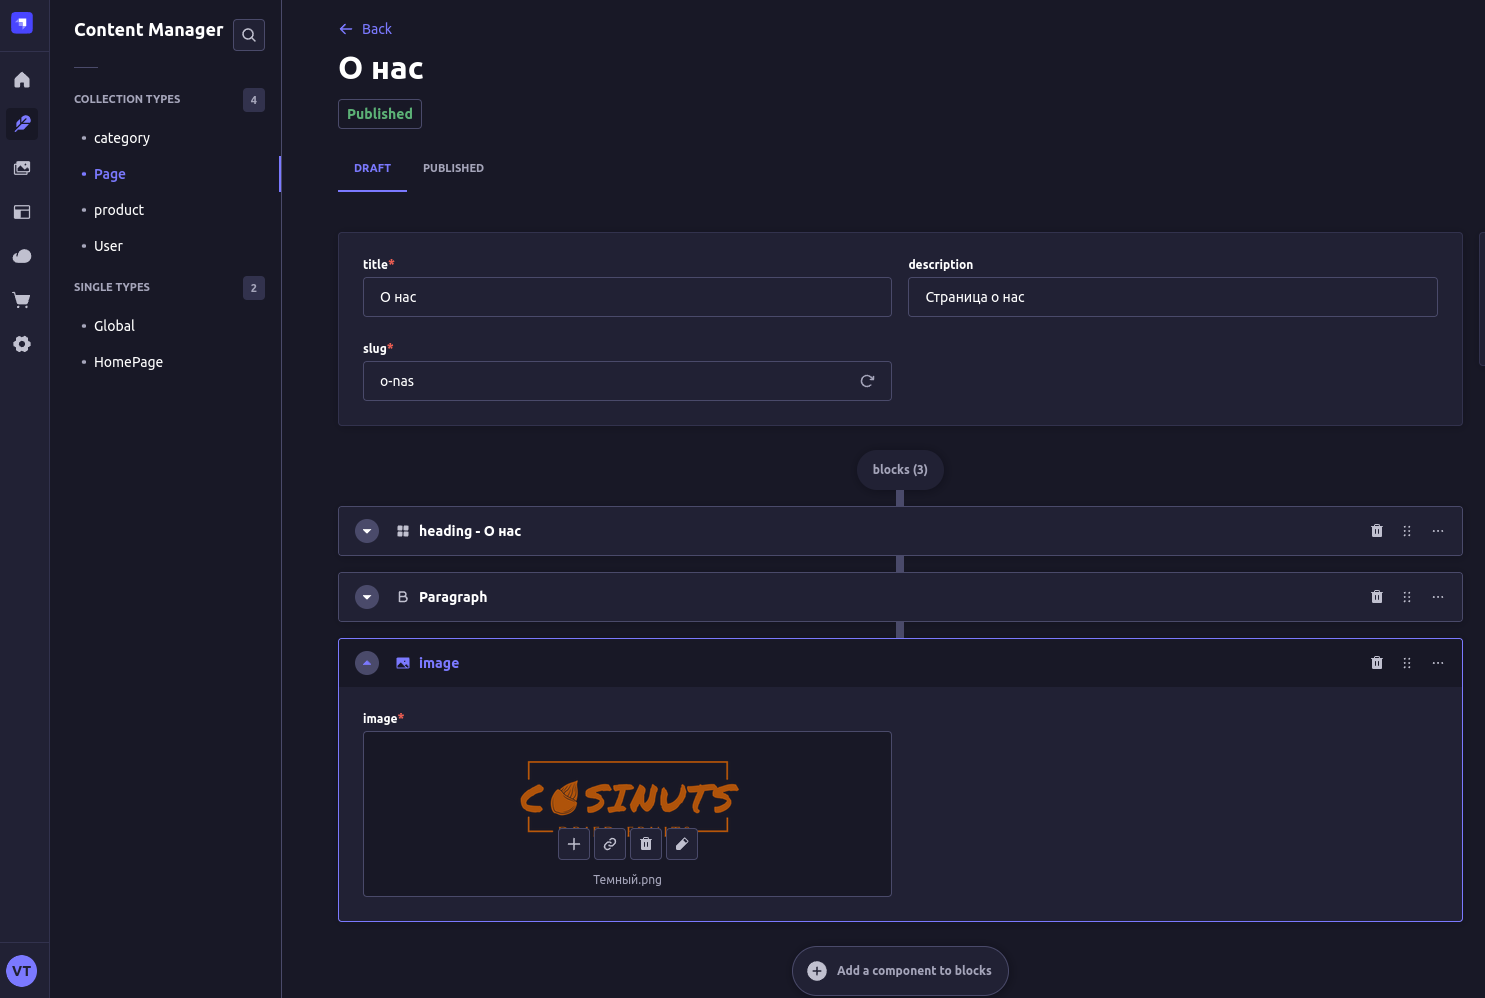 Content Manager
COLLECTION TYPES 4
category
Page
product
User
SINGLE TYPES 2
Global
HomePage
VT
Back
О нас
Published
DRAFT PUBLISHED
title* description
О нас Страница о нас
slug*
o-nas
blocks (3)
heading - О нас
Paragraph
image
image*
COSINUTS
Темный.png
Add a component to blocks